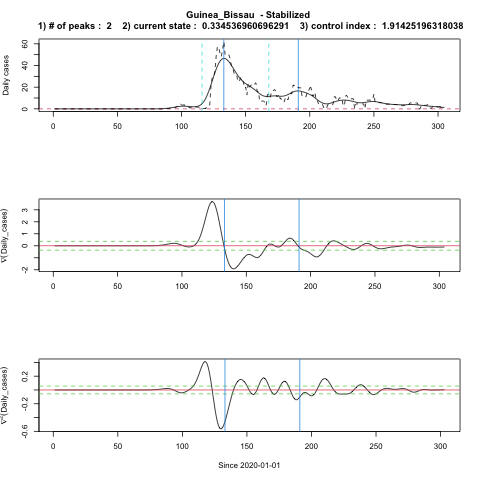 Guinea_Bissau - Stabilized
1) # of peaks : 2 2) current state : 0.334536960696291 3) control index : 1.91425196318038
Daily cases
0 20 40 60
0 50 100 150 200 250 300
∇(Daily_cases)
-2 0 1 2 3
0 50 100 150 200 250 300
∇²(Daily_cases)
-0.6 -0.2 0.2
0 50 100 150 200 250 300
Since 2020-01-01